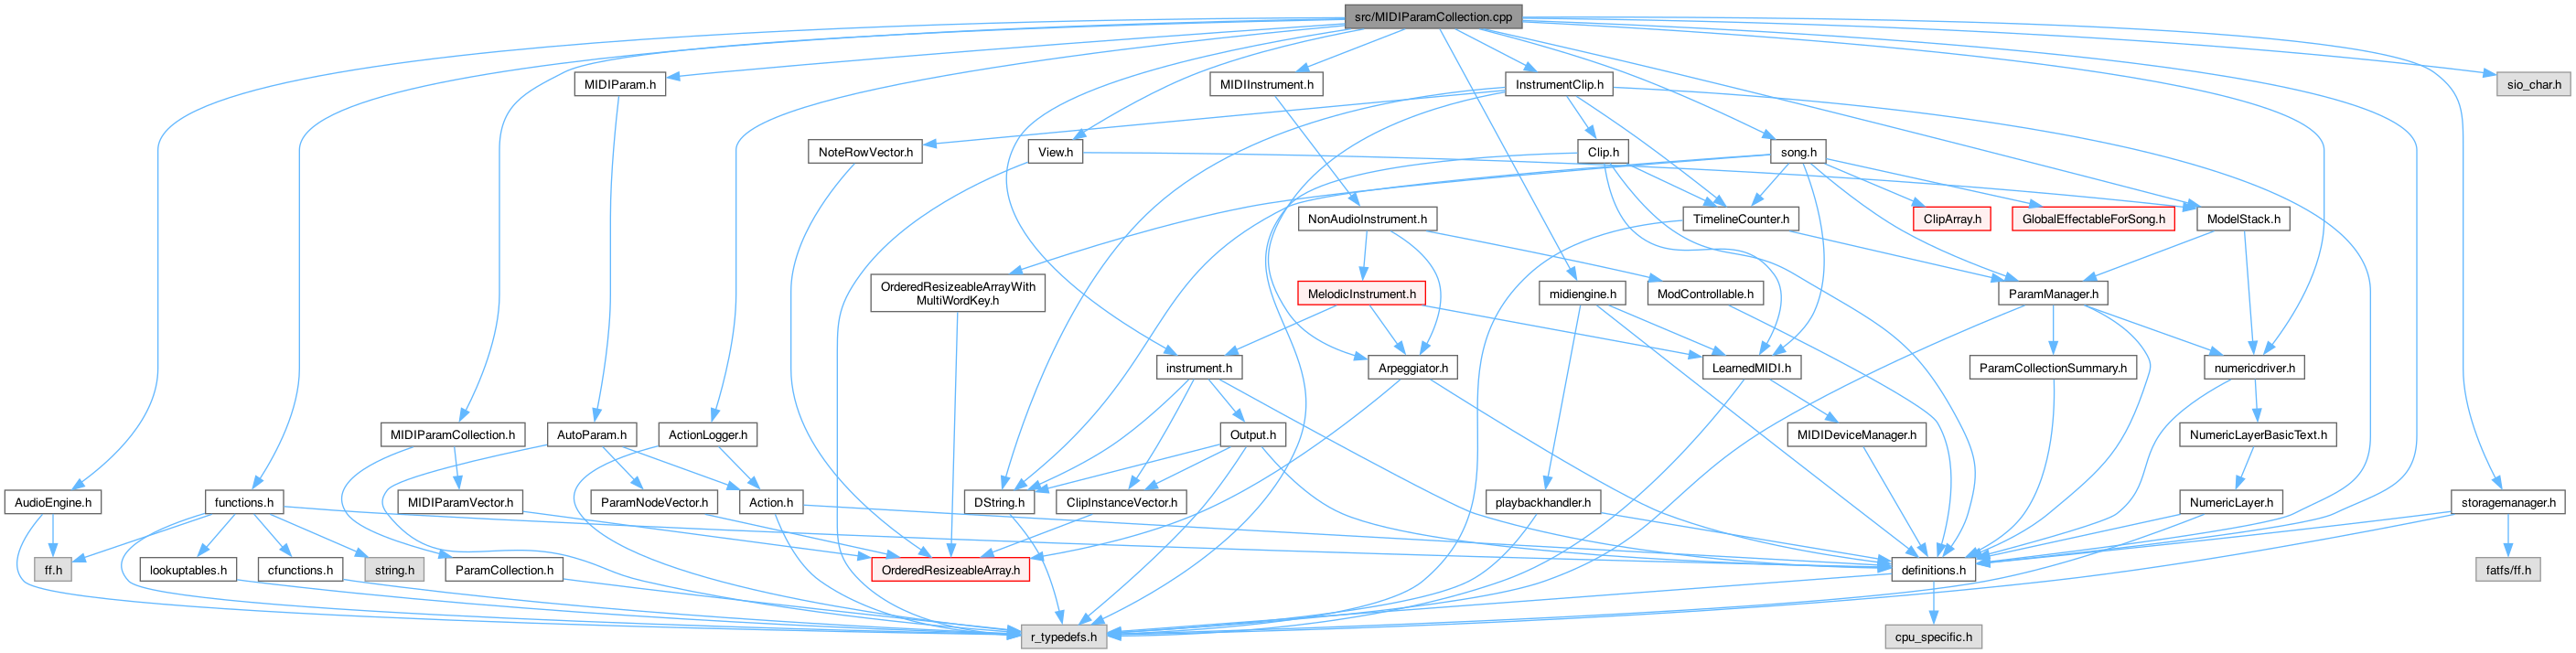 src/MIDIParamCollection.cpp
MIDIParam.h
MIDIInstrument.h
InstrumentClip.h
sio_char.h
NoteRowVector.h
View.h
Clip.h
song.h
NonAudioInstrument.h
TimelineCounter.h
ClipArray.h
GlobalEffectableForSong.h
ModelStack.h
OrderedResizeableArrayWith
MultiWordKey.h
MelodicInstrument.h
midiengine.h
ModControllable.h
ParamManager.h
instrument.h
Arpeggiator.h
LearnedMIDI.h
ParamCollectionSummary.h
numericdriver.h
MIDIParamCollection.h
AutoParam.h
ActionLogger.h
Output.h
MIDIDeviceManager.h
NumericLayerBasicText.h
AudioEngine.h
functions.h
MIDIParamVector.h
ParamNodeVector.h
Action.h
DString.h
ClipInstanceVector.h
playbackhandler.h
NumericLayer.h
storagemanager.h
ff.h
lookuptables.h
cfunctions.h
string.h
ParamCollection.h
OrderedResizeableArray.h
definitions.h
fatfs/ff.h
r_typedefs.h
cpu_specific.h